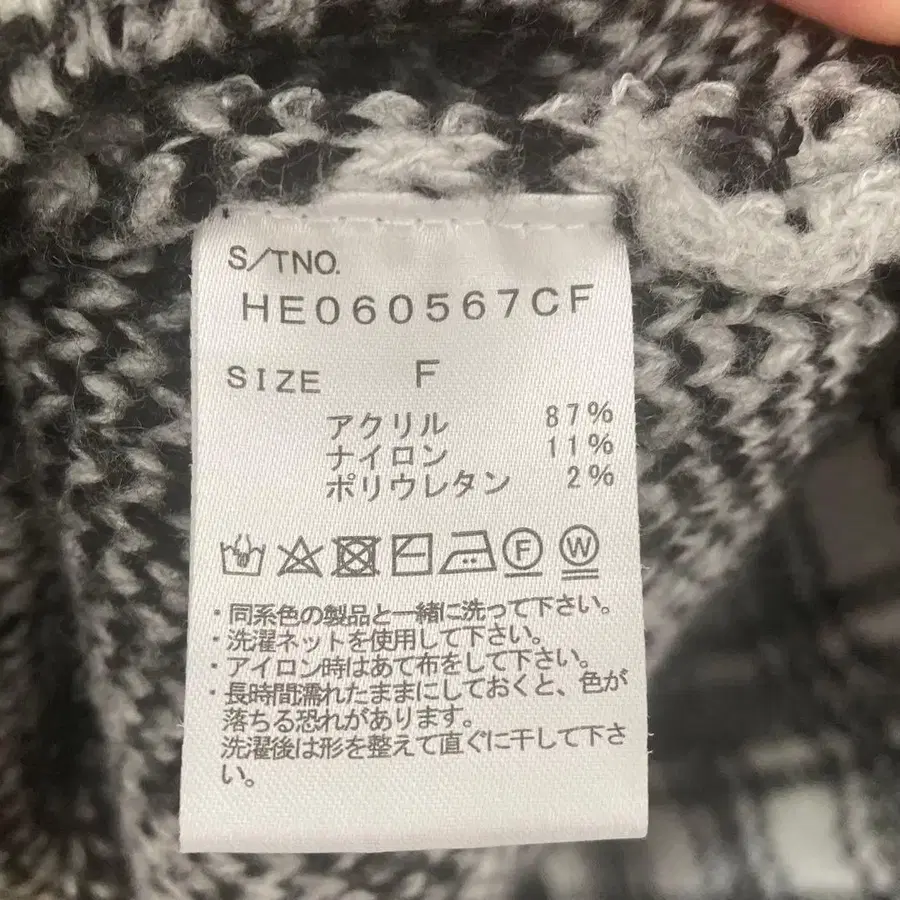 S/TNO.
HE060567CF
SIZE F
アクリル 87%
ナイロン 11%
ポリウレタン 2%
F W
・同系色の製品と一緒に洗って下さい。
・洗濯ネットを使用して下さい。
・アイロン時はあて布をして下さい。
・長時間濡れたままにしておくと、色が
落ちる恐れがあります。
洗濯後は形を整えて直ぐに干して下さ
い。